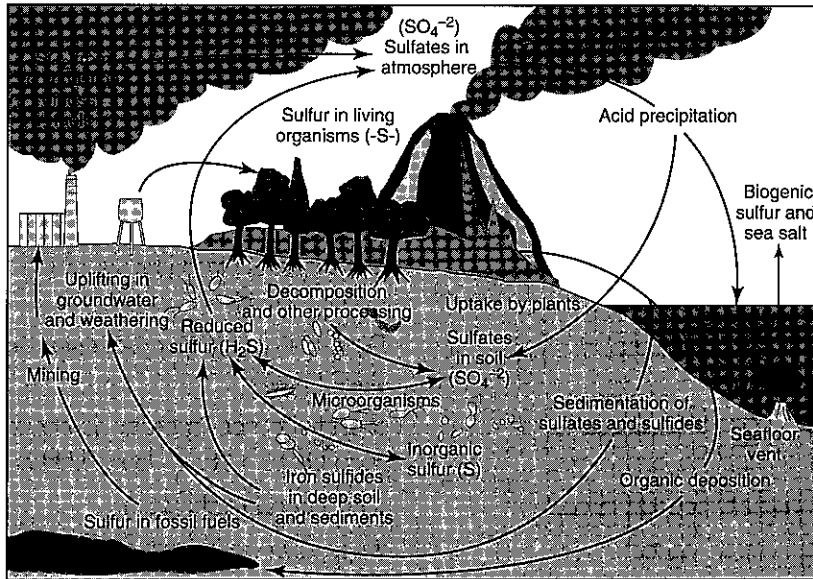 (SO₄⁻²)
Sulfates in
atmosphere
Sulfur in living
organisms (-S-)
Acid precipitation
Biogenic
sulfur and
sea salt
Uplifting in
groundwater
and weathering
Decomposition
and other processing
Uptake by plants
Reduced
sulfur (H₂S)
Sulfates
in soil
(SO₄⁻²)
Mining
Microorganisms
Sedimentation of
sulfates and sulfides
Seafloor
vent
Inorganic
sulfur (S)
Iron sulfides
in deep soil
and sediments
Organic deposition
Sulfur in fossil fuels